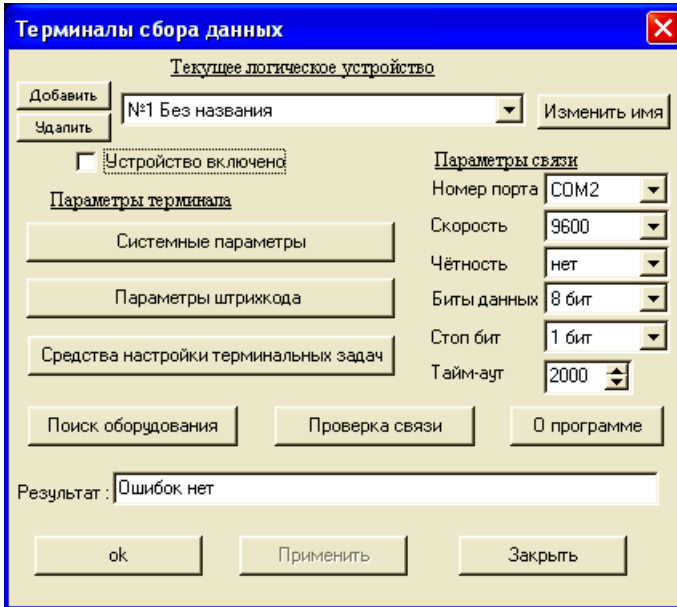 Терминалы сбора данных
Текущее логическое устройство
Добавить
Удалить
№1 Без названия
Изменить имя
Устройство включено
Параметры терминала
Системные параметры
Параметры штрихкода
Средства настройки терминальных задач
Параметры связи
Номер порта COM2
Скорость 9600
Чётность нет
Биты данных 8 бит
Стоп бит 1 бит
Тайм-аут 2000
Поиск оборудования Проверка связи О программе
Результат : Ошибок нет
ok Применить Закрыть